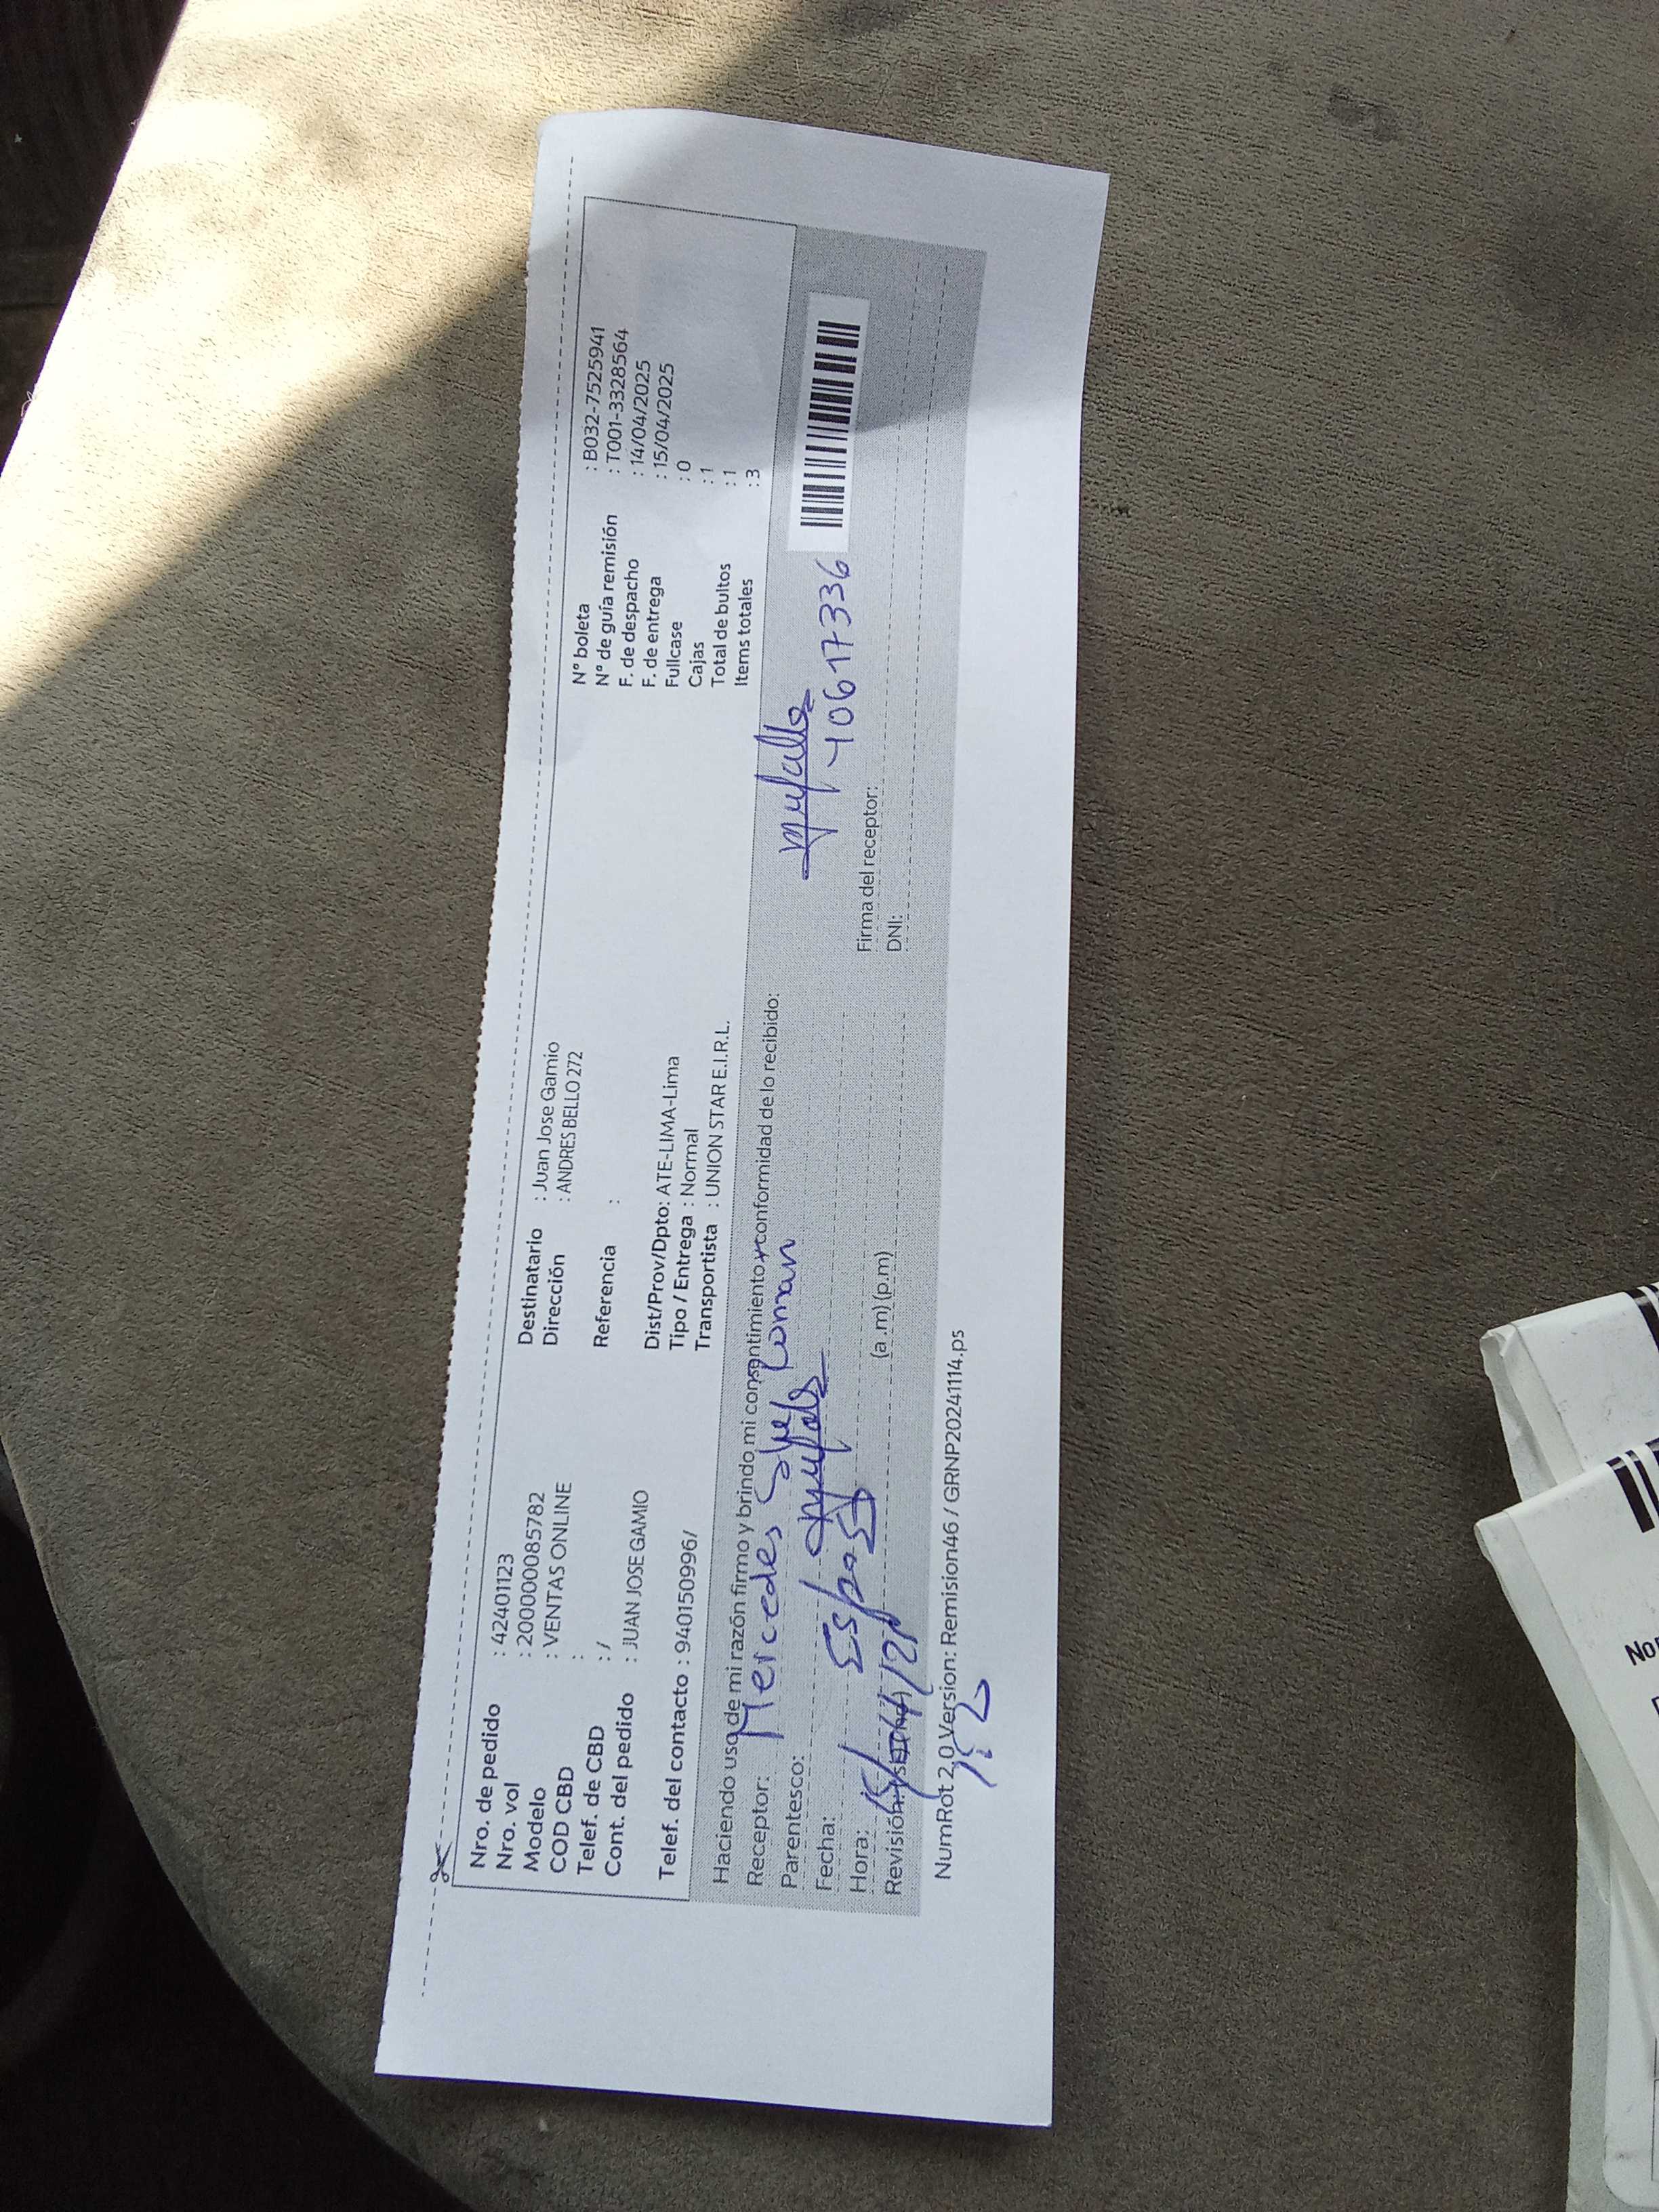 Nro. de pedido : 42401123
Nro. vol : 200000085782
Modelo : VENTAS ONLINE
COD CBD :
Telef. de CBD : /
Cont. del pedido : JUAN JOSE GAMIO
Telef. del contacto : 940150996/
Destinatario : Juan Jose Gamio
Dirección : ANDRES BELLO 272
Referencia :
Dist/Prov/Dpto: ATE-LIMA-Lima
Tipo / Entrega : Normal
Transportista : UNION STAR E.I.R.L.
N° boleta : B032-7525941
N° de guía remisión : T001-3328564
F. de despacho : 14/04/2025
F. de entrega : 15/04/2025
Fullcase : 0
Cajas : 1
Total de bultos : 1
Items totales : 3
Haciendo uso de mi razón firmo y brindo mi consentimiento y conformidad de lo recibido:
Receptor: Mercedes Roman
Parentesco:
Fecha: Esposa
Hora: (a.m) (p.m)
Revisión
40617336
Firma del receptor:
DNI:
NumRot 2.0 Version: Remision46 / GRNP20241114.ps
No